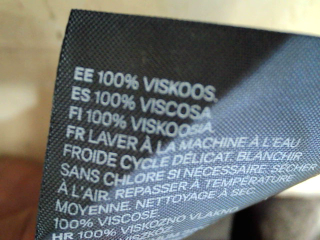 EE 100% VISKOOS.
ES 100% VISCOSA
FI 100% VISKOOSIA
FR LAVER À LA MACHINE À L'EAU
FROIDE CYCLE DÉLICAT. BLANCHIR
SANS CHLORE SI NÉCESSAIRE. SÉCHER
À L'AIR. REPASSER À TEMPÉRATURE
MOYENNE. NETTOYAGE À SEC.
100% VISCOSE.
HR 100% VISKOZNO VLAKNO
VISZKÓZ